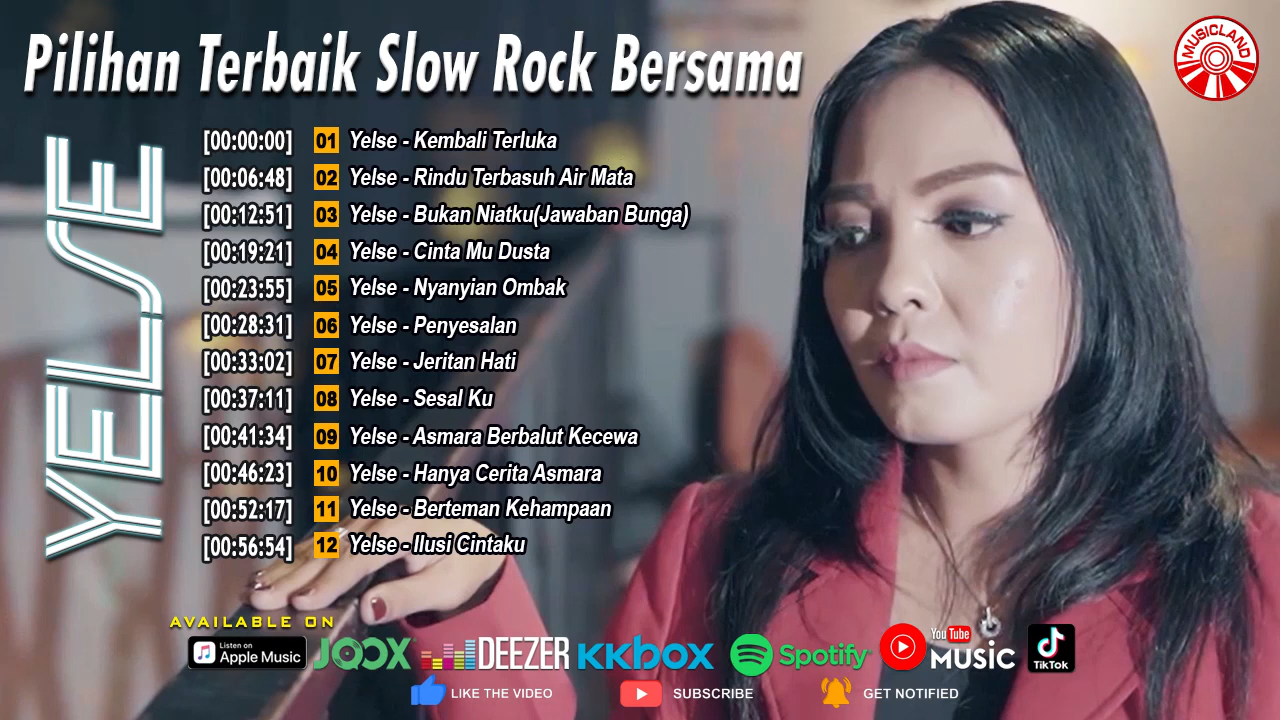 Pilihan Terbaik Slow Rock Bersama
MUSICLAND
YELSE
[00:00:00] 01 Yelse - Kembali Terluka
[00:06:48] 02 Yelse - Rindu Terbasuh Air Mata
[00:12:51] 03 Yelse - Bukan Niatku(Jawaban Bunga)
[00:19:21] 04 Yelse - Cinta Mu Dusta
[00:23:55] 05 Yelse - Nyanyian Ombak
[00:28:31] 06 Yelse - Penyesalan
[00:33:02] 07 Yelse - Jeritan Hati
[00:37:11] 08 Yelse - Sesal Ku
[00:41:34] 09 Yelse - Asmara Berbalut Kecewa
[00:46:23] 10 Yelse - Hanya Cerita Asmara
[00:52:17] 11 Yelse - Berteman Kehampaan
[00:56:54] 12 Yelse - Ilusi Cintaku
AVAILABLE ON
Listen on
Apple Music
JOOX
DEEZER
KKBOX
Spotify
YouTube
MUSIC
TikTok
LIKE THE VIDEO SUBSCRIBE GET NOTIFIED